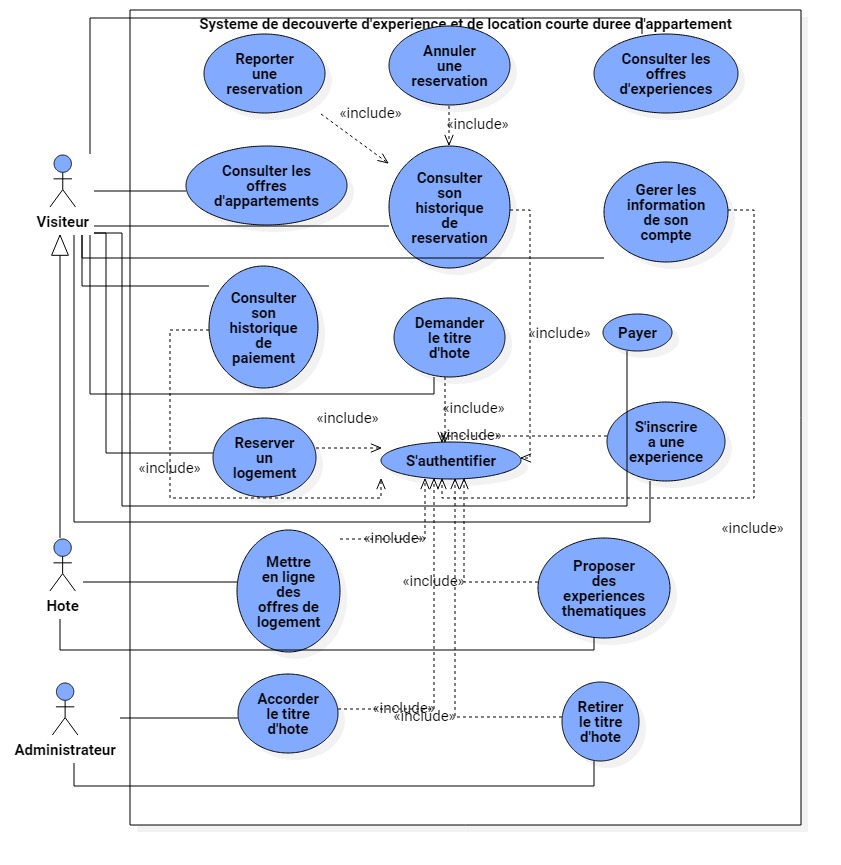 Systeme de decouverte d'experience et de location courte duree d'appartement
Reporter
une
reservation
Annuler
une
reservation
Consulter les
offres
d'experiences
«include»
«include»
Consulter les
offres
d'appartements
Consulter
son
historique
de
reservation
Gerer les
information
de son
compte
Visiteur
Consulter
son
historique
de
paiement
Demander
le titre
d'hote
«include»
Payer
«include»
«include»
«include»
Reserver
un
logement
S'authentifier
S'inscrire
a une
experience
«include»
«include»
«include»
Mettre
en ligne
des
offres de
logement
«include»
Proposer
des
experiences
thematiques
Hote
Accorder
le titre
d'hote
«include»
«include»
Retirer
le titre
d'hote
Administrateur